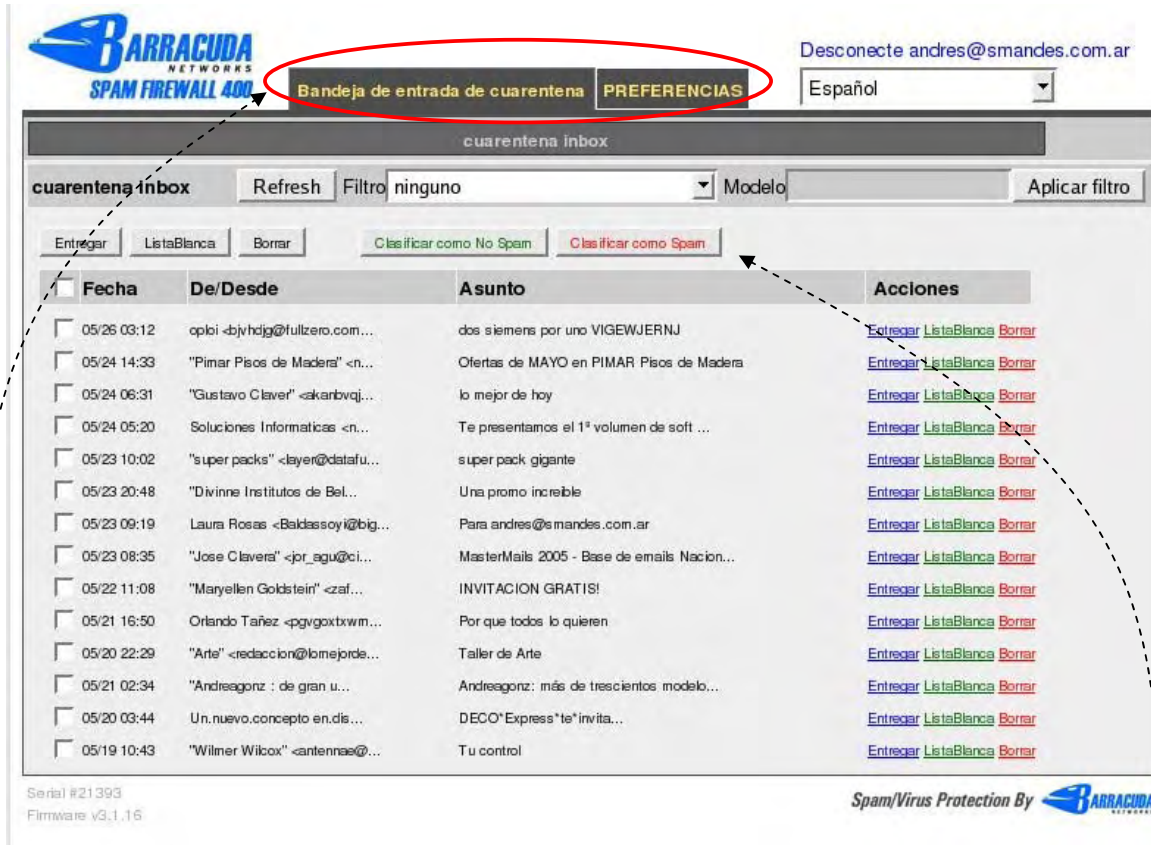 BARRACUDA
NETWORKS
SPAM FIREWALL 400
Bandeja de entrada de cuarentena PREFERENCIAS
Desconecte andres@smandes.com.ar
Español
cuarentena inbox
cuarentena inbox Refresh Filtro ninguno Modelo Aplicar filtro
Entregar ListaBlanca Borrar Clasificar como No Spam Clasificar como Spam
Fecha De/Desde Asunto Acciones
05/26 03:12 oploi <bjvhdjg@fullzero.com... dos siemens por uno VIGEWJERNJ Entregar ListaBlanca Borrar
05/24 14:33 "Pimar Pisos de Madera" <n... Ofertas de MAYO en PIMAR Pisos de Madera Entregar ListaBlanca Borrar
05/24 06:31 "Gustavo Claver" <akanbvqj... lo mejor de hoy Entregar ListaBlanca Borrar
05/24 05:20 Soluciones Informaticas <n... Te presentamos el 1ª volumen de soft ... Entregar ListaBlanca Borrar
05/23 10:02 "super packs" <layer@datafu... super pack gigante Entregar ListaBlanca Borrar
05/23 20:48 "Divinne Institutos de Bel... Una promo increible Entregar ListaBlanca Borrar
05/23 09:19 Laura Rosas <Baldassoyi@big... Para andres@smandes.com.ar Entregar ListaBlanca Borrar
05/23 08:35 "Jose Clavera" <jor_agu@ci... MasterMails 2005 - Base de emails Nacion... Entregar ListaBlanca Borrar
05/22 11:08 "Maryellen Goldstein" <zaf... INVITACION GRATIS! Entregar ListaBlanca Borrar
05/21 16:50 Orlando Tañez <pgvgoxtxwm... Por que todos lo quieren Entregar ListaBlanca Borrar
05/20 22:29 "Arte" <redaccion@lomejorde... Taller de Arte Entregar ListaBlanca Borrar
05/21 02:34 "Andreagonz : de gran u... Andreagonz: más de trescientos modelo... Entregar ListaBlanca Borrar
05/20 03:44 Un.nuevo.concepto en.dis... DECO*Express*te*invita... Entregar ListaBlanca Borrar
05/19 10:43 "Wilmer Wilcox" <antennae@... Tu control Entregar ListaBlanca Borrar
Serial #21393
Firmware v3.1.16
Spam/Virus Protection By BARRACUDA
NETWORKS